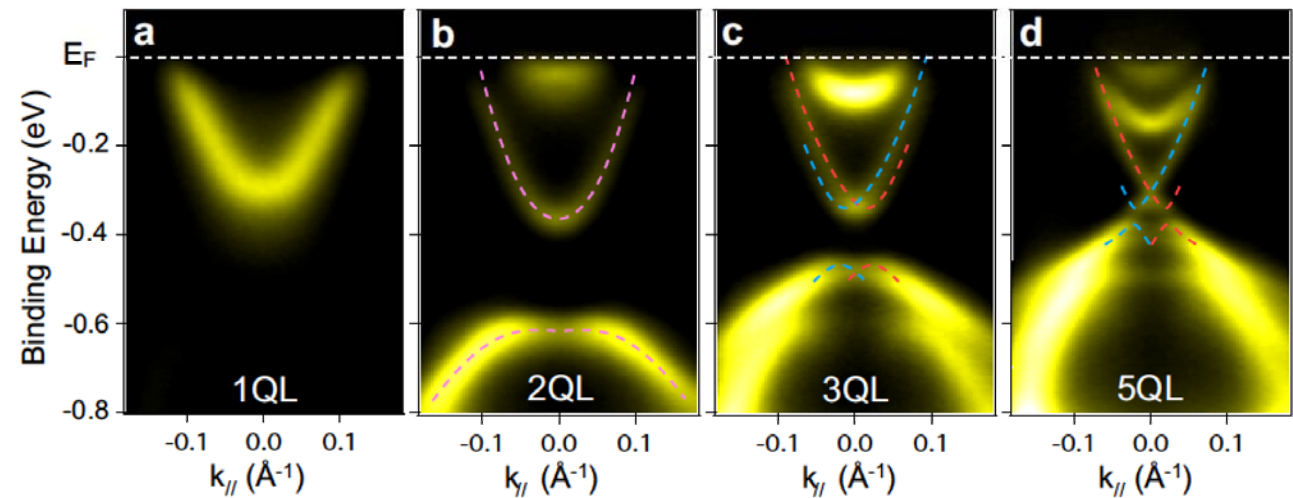 a b c d
E_F
-0.2
-0.4
-0.6
-0.8
Binding Energy (eV)
1QL 2QL 3QL 5QL
-0.1 0.0 0.1 -0.1 0.0 0.1 -0.1 0.0 0.1 -0.1 0.0 0.1
k// (Å-1) k// (Å-1) k// (Å-1) k// (Å-1)